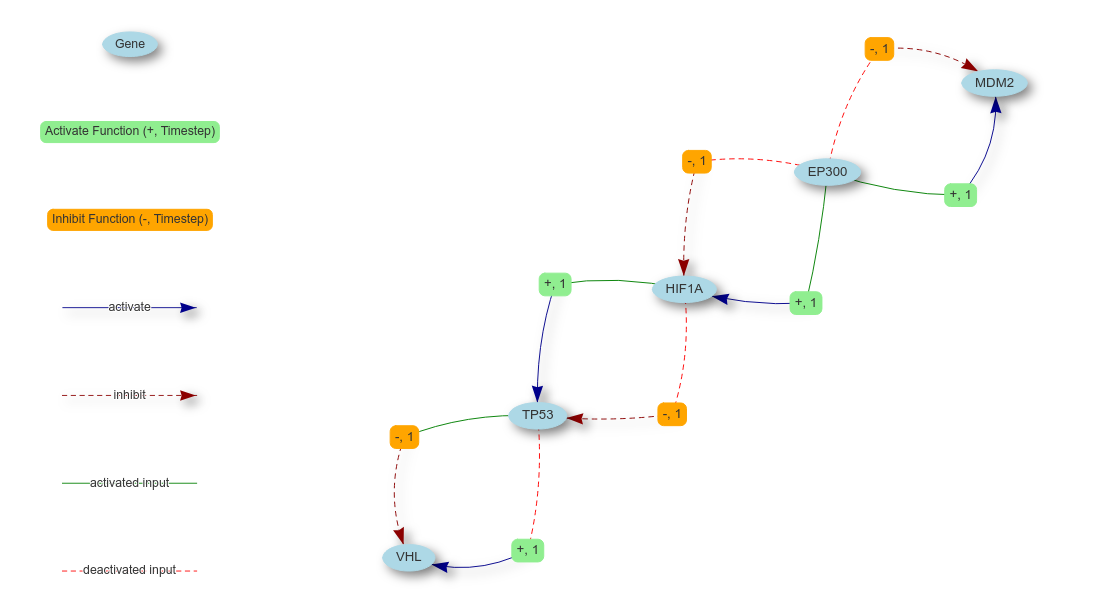 Gene
Activate Function (+, Timestep)
Inhibit Function (-, Timestep)
activate
inhibit
activated input
deactivated input
-, 1
MDM2
-, 1
EP300
+, 1
+, 1
HIF1A
+, 1
TP53
-, 1
-, 1
+, 1
VHL